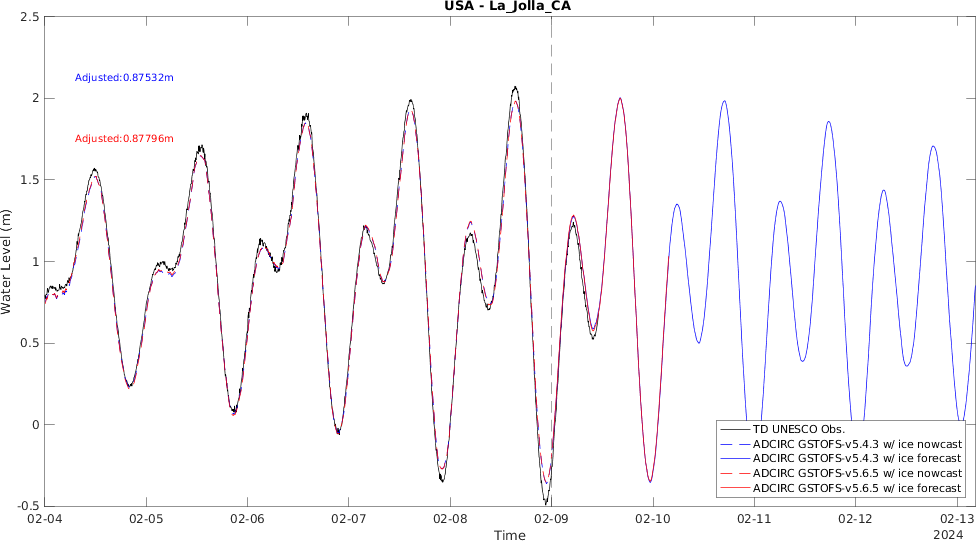 USA - La_Jolla_CA
2.5
Adjusted:0.87532m
2
Adjusted:0.87796m
1.5
1
0.5
0
-0.5
Water Level (m)
TD UNESCO Obs.
ADCIRC GSTOFS-v5.4.3 w/ ice nowcast
ADCIRC GSTOFS-v5.4.3 w/ ice forecast
ADCIRC GSTOFS-v5.6.5 w/ ice nowcast
ADCIRC GSTOFS-v5.6.5 w/ ice forecast
02-04 02-05 02-06 02-07 02-08 02-09 02-10 02-11 02-12 02-13
Time
2024